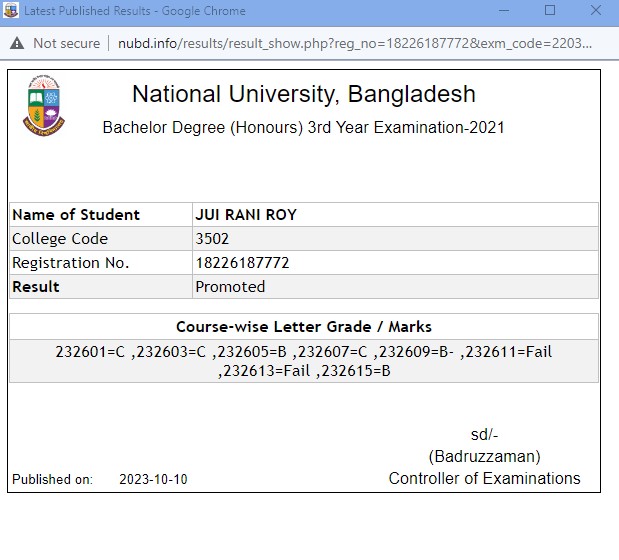 Latest Published Results - Google Chrome
Not secure | nubd.info/results/result_show.php?reg_no=18226187772&exm_code=2203...
National University, Bangladesh
Bachelor Degree (Honours) 3rd Year Examination-2021
Name of Student JUI RANI ROY
College Code 3502
Registration No. 18226187772
Result Promoted
Course-wise Letter Grade / Marks
232601=C ,232603=C ,232605=B ,232607=C ,232609=B- ,232611=Fail
,232613=Fail ,232615=B
sd/-
(Badruzzaman)
Published on: 2023-10-10 Controller of Examinations